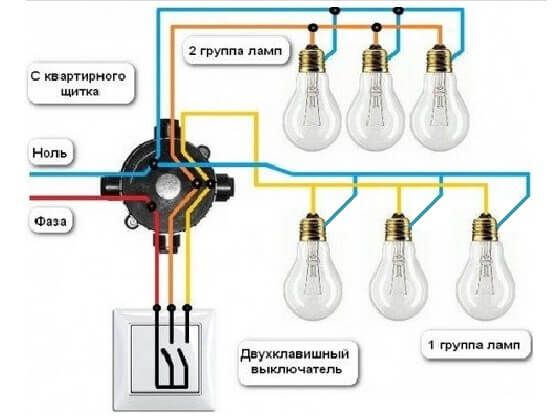 2 группа ламп
С квартирного
щитка
Ноль
Фаза
Двухклавишный
выключатель
1 группа ламп